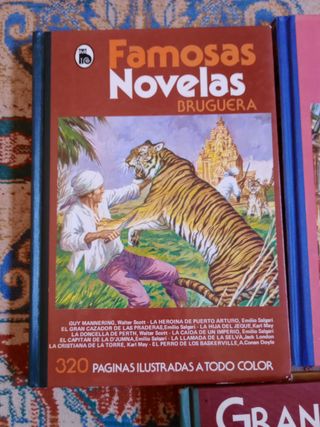 Famosas
Novelas
BRUGUERA
GUY MANNERING, Walter Scott - LA HEROINA DE PUERTO ARTURO, Emilio Salgari
EL GRAN CAZADOR DE LAS PRADERAS, Emilio Salgari - LA HIJA DEL JEQUE, Karl May
LA DONCELLA DE PERTH, Walter Scott - LA CAIDA DE UN IMPERIO, Emilio Salgari
EL CAPITAN DE LA D'JUMNA, Emilio Salgari - LA LLAMADA DE LA SELVA, Jack London
LA CRISTIANA DE LA TORRE, Karl May - EL PERRO DE LOS BASKERVILLE, A. Conan Doyle
320 PAGINAS ILUSTRADAS A TODO COLOR
GRAN